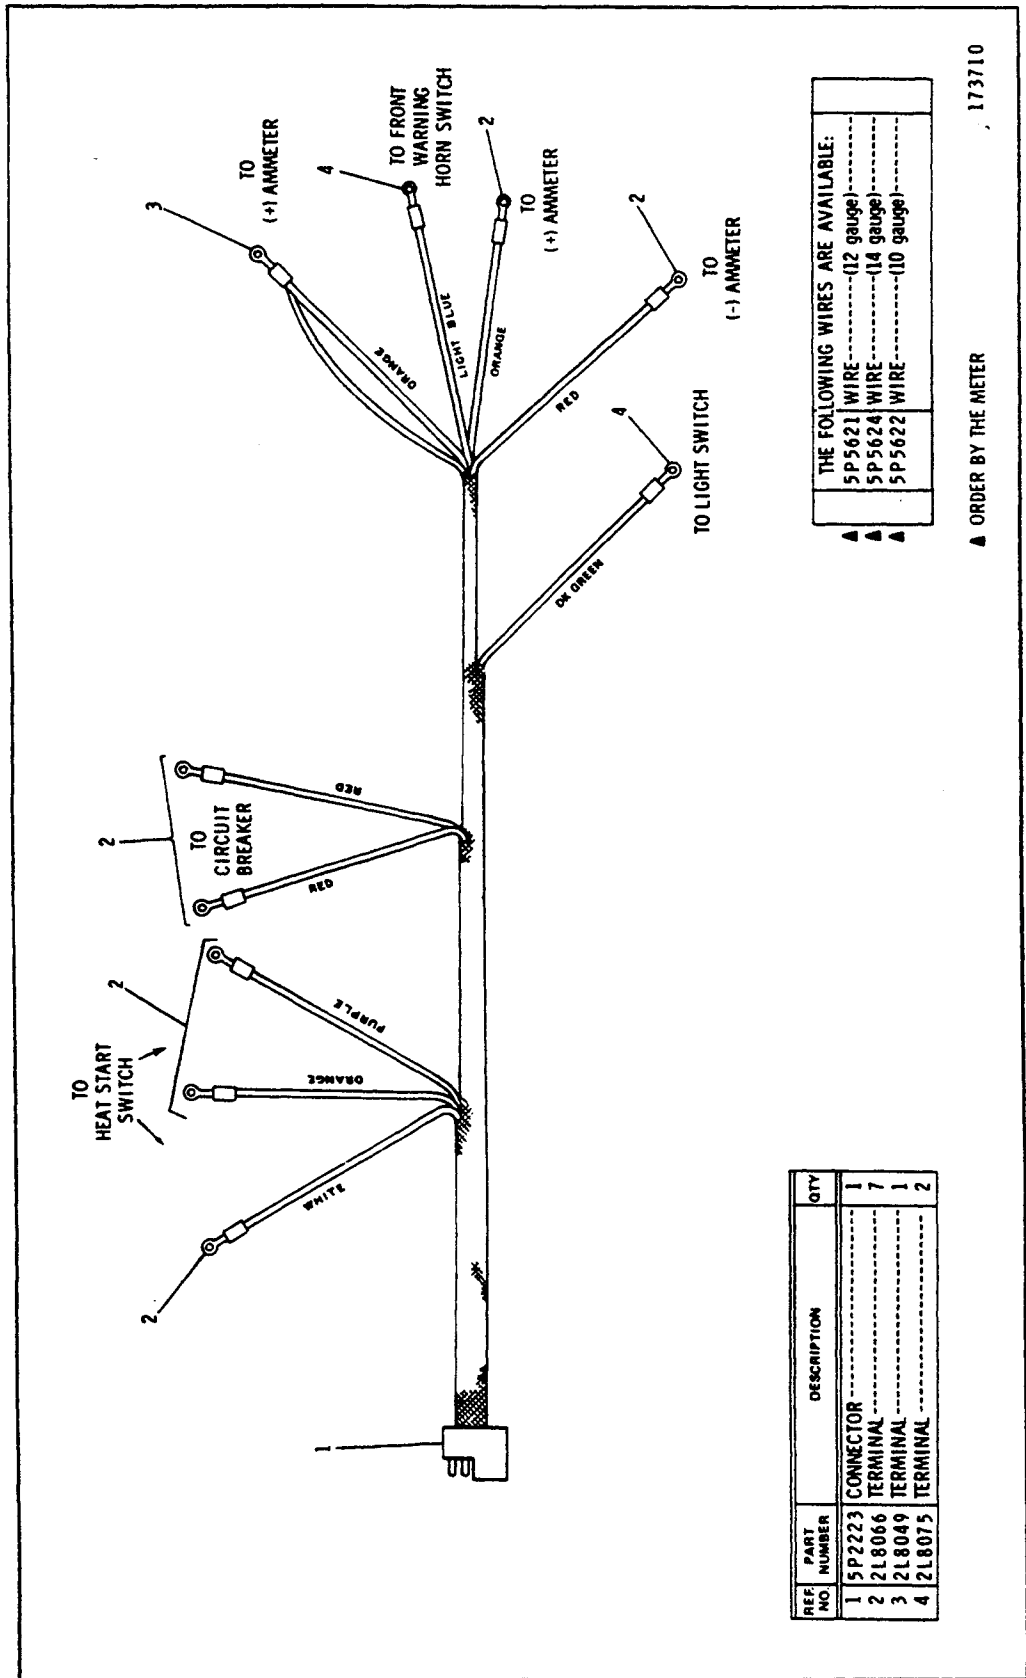 1
2
TO
HEAT START
SWITCH
2
WHITE
ORANGE
PURPLE
2
TO
CIRCUIT
BREAKER
RED
RED
3
TO
(+) AMMETER
4
TO FRONT
WARNING
HORN SWITCH
2
TO
(+) AMMETER
2
TO
(-) AMMETER
ORANGE
LIGHT BLUE
ORANGE
RED
4
TO LIGHT SWITCH
DK GREEN
REF. NO. PART NUMBER DESCRIPTION QTY
1 5P2223 CONNECTOR 1
2 2L8066 TERMINAL 7
3 2L8049 TERMINAL 1
4 2L8075 TERMINAL 2
THE FOLLOWING WIRES ARE AVAILABLE:
▲ 5P5621 WIRE--------(12 gauge)--------
▲ 5P5624 WIRE--------(14 gauge)--------
▲ 5P5622 WIRE--------(10 gauge)--------
▲ ORDER BY THE METER
173710